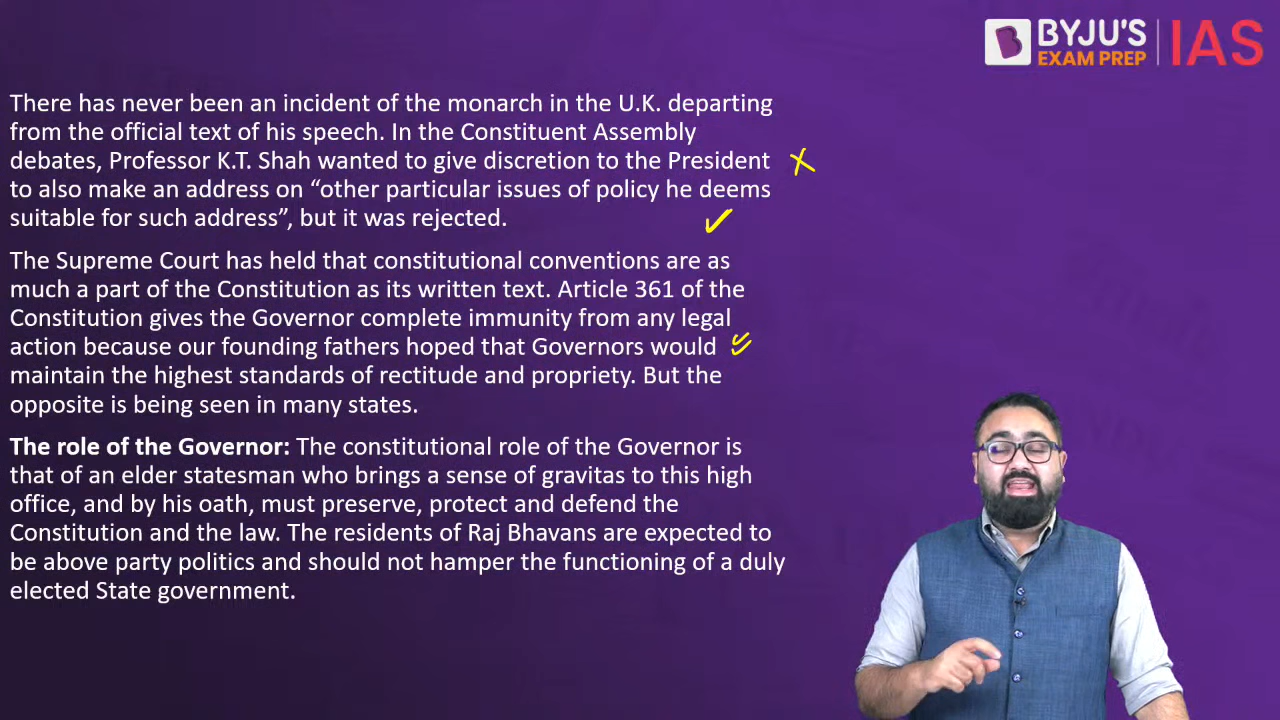 BYJU'S
EXAM PREP
IAS
There has never been an incident of the monarch in the U.K. departing
from the official text of his speech. In the Constituent Assembly
debates, Professor K.T. Shah wanted to give discretion to the President
to also make an address on “other particular issues of policy he deems
suitable for such address”, but it was rejected.
The Supreme Court has held that constitutional conventions are as
much a part of the Constitution as its written text. Article 361 of the
Constitution gives the Governor complete immunity from any legal
action because our founding fathers hoped that Governors would
maintain the highest standards of rectitude and propriety. But the
opposite is being seen in many states.
The role of the Governor: The constitutional role of the Governor is
that of an elder statesman who brings a sense of gravitas to this high
office, and by his oath, must preserve, protect and defend the
Constitution and the law. The residents of Raj Bhavans are expected to
be above party politics and should not hamper the functioning of a duly
elected State government.